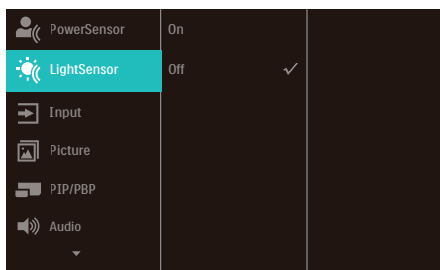 PowerSensor
On
LightSensor
Off
Input
Picture
PIP/PBP
Audio